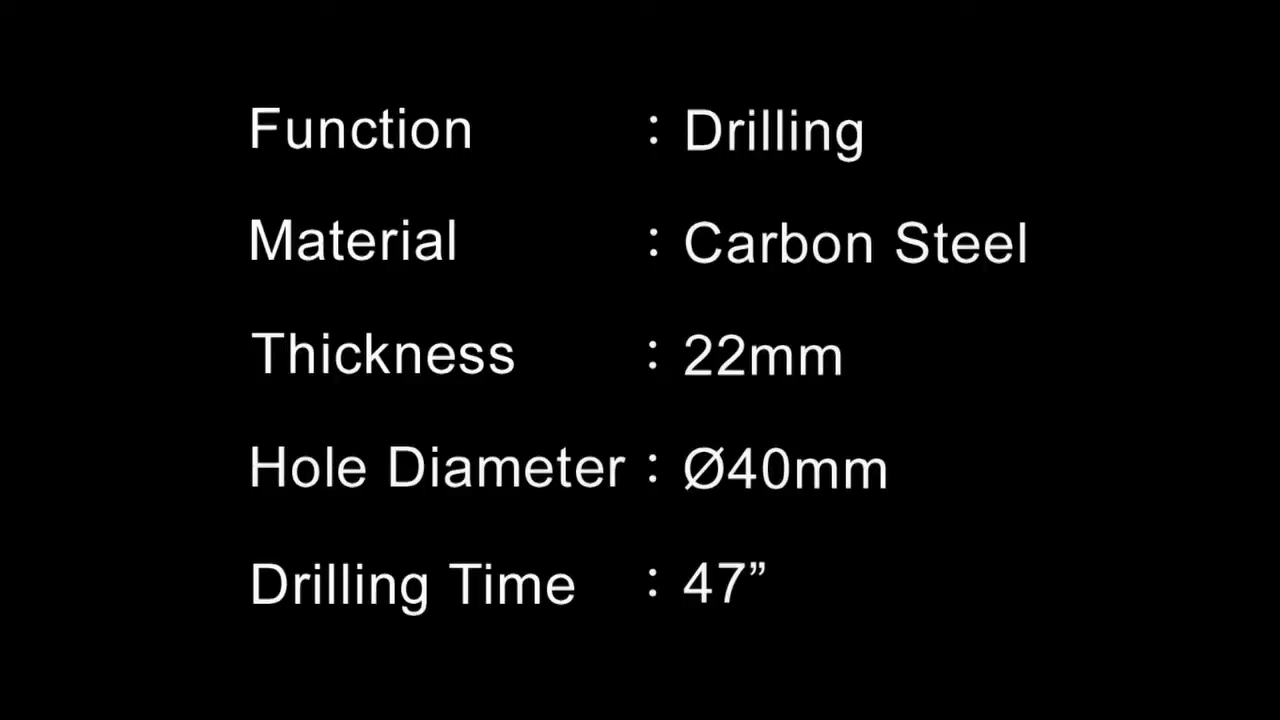 Function : Drilling
Material : Carbon Steel
Thickness : 22mm
Hole Diameter : Ø40mm
Drilling Time : 47”